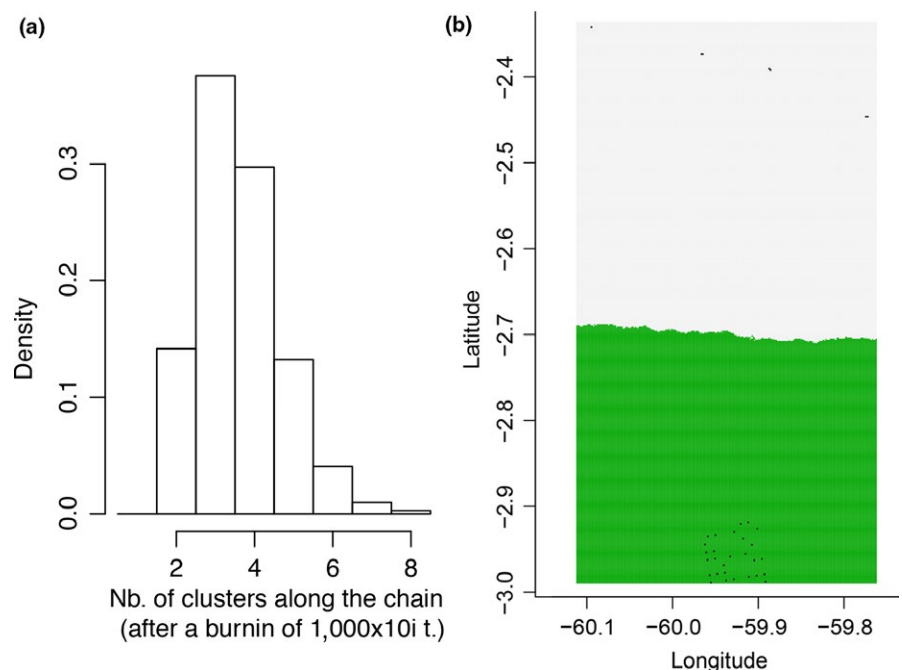 (a)
0.3
0.2
0.1
0.0
Density
2 4 6 8
Nb. of clusters along the chain
(after a burnin of 1,000x10i t.)
(b)
−2.4
−2.5
−2.6
−2.7
−2.8
−2.9
−3.0
Latitude
−60.1 −60.0 −59.9 −59.8
Longitude